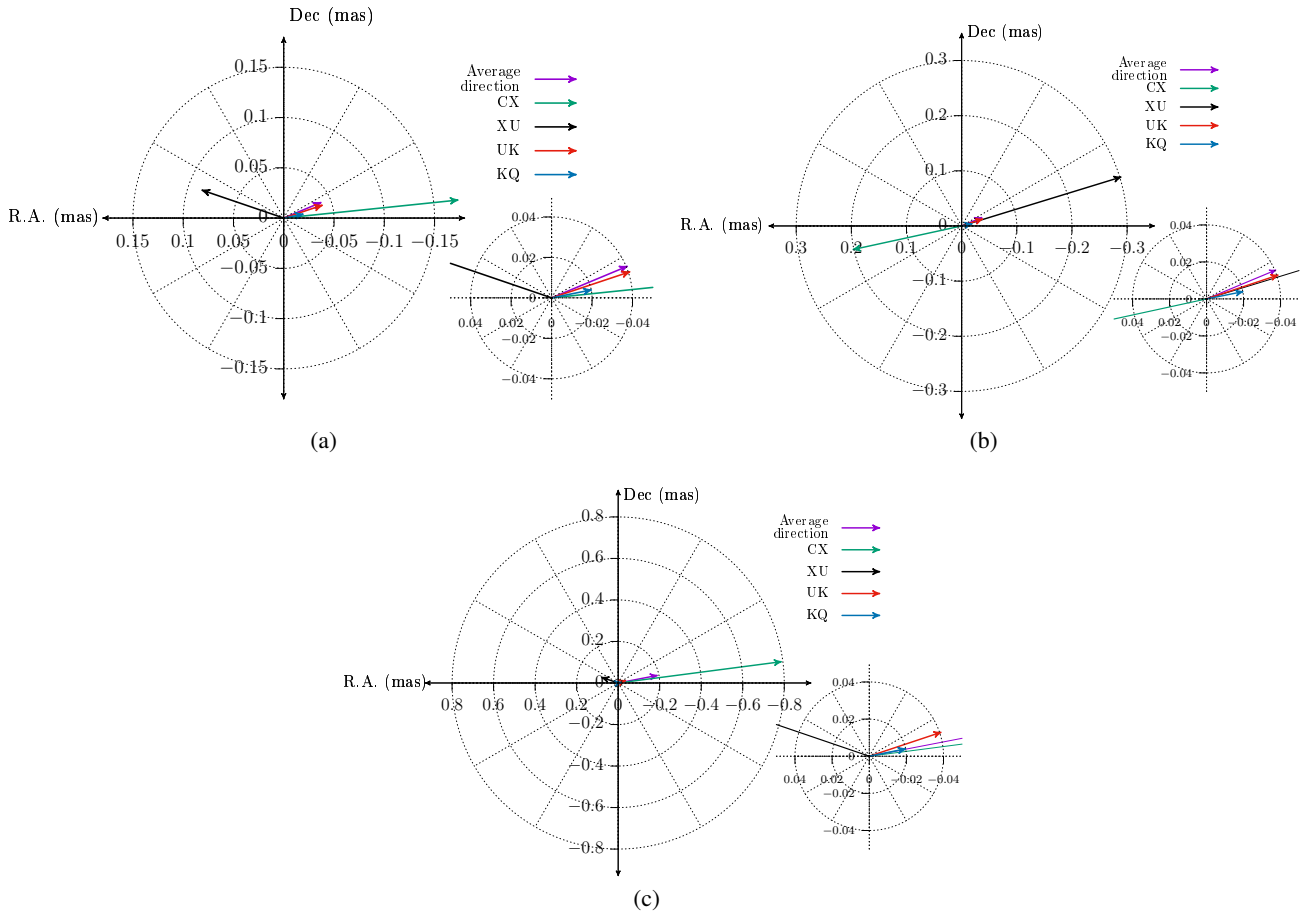 Dec (mas)
0.15
0.1
0.05
0
−0.05
−0.1
−0.15
R.A. (mas)
0.15 0.1 0.05 0 −0.05 −0.1 −0.15
Average
direction
CX
XU
UK
KQ
0.04
0.02
0
−0.02
−0.04
0.04 0.02 0 −0.02 −0.04
(a)
Dec (mas)
0.3
0.2
0.1
0
−0.1
−0.2
−0.3
R.A. (mas)
0.3 0.2 0.1 0 −0.1 −0.2 −0.3
Average
direction
CX
XU
UK
KQ
0.04
0.02
0
−0.02
−0.04
0.04 0.02 0 −0.02 −0.04
(b)
Dec (mas)
0.8
0.6
0.4
0.2
0
−0.2
−0.4
−0.6
−0.8
R.A. (mas)
0.8 0.6 0.4 0.2 0 −0.2 −0.4 −0.6 −0.8
Average
direction
CX
XU
UK
KQ
0.04
0.02
0
−0.02
−0.04
0.04 0.02 0 −0.02 −0.04
(c)